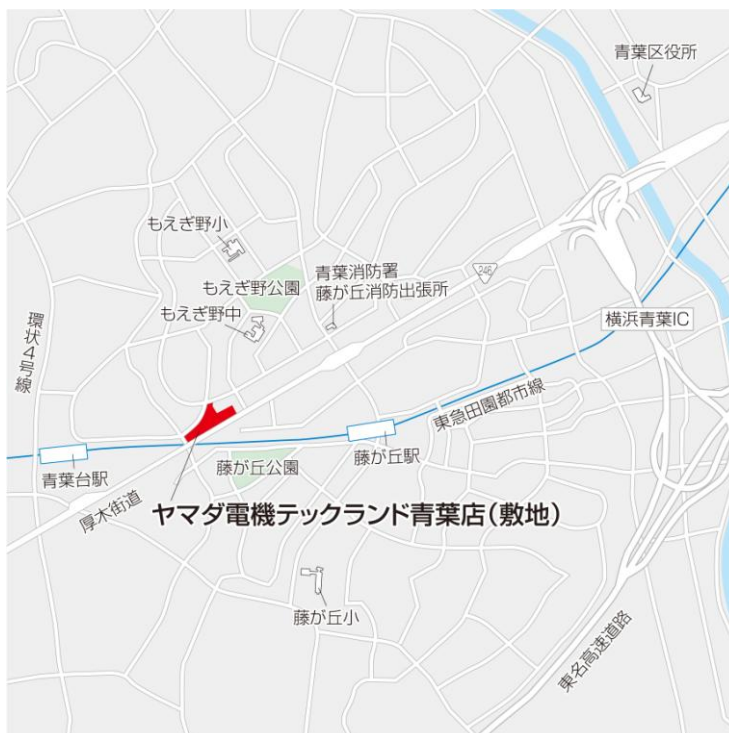 青葉区役所
もえぎ野小
もえぎ野公園
青葉消防署
藤が丘消防出張所
246
もえぎ野中
横浜青葉IC
環状4号線
東急田園都市線
青葉台駅
藤が丘公園
藤が丘駅
厚木街道
ヤマダ電機テックランド青葉店(敷地)
藤が丘小
東名高速道路